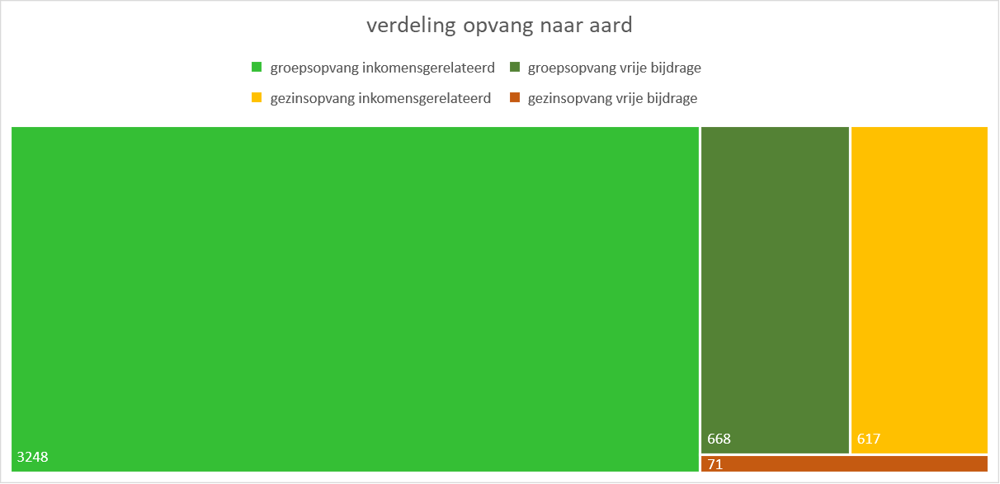 verdeling opvang naar aard
groepsopvang inkomensgerelateerd groepsopvang vrije bijdrage
gezinsopvang inkomensgerelateerd gezinsopvang vrije bijdrage
3248
668
617
71